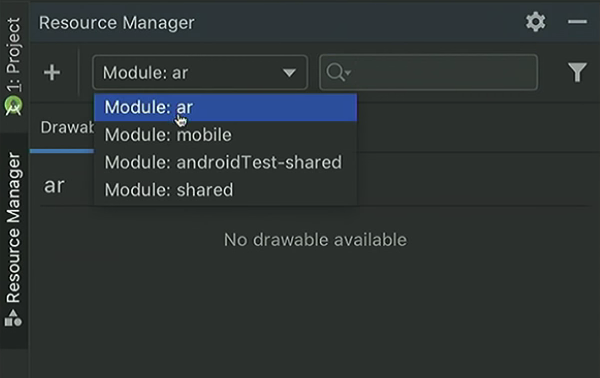 Resource Manager
1: Project
Module: ar
Module: ar
Module: mobile
Module: androidTest-shared
Module: shared
Drawab
ar
No drawable available
Resource Manager